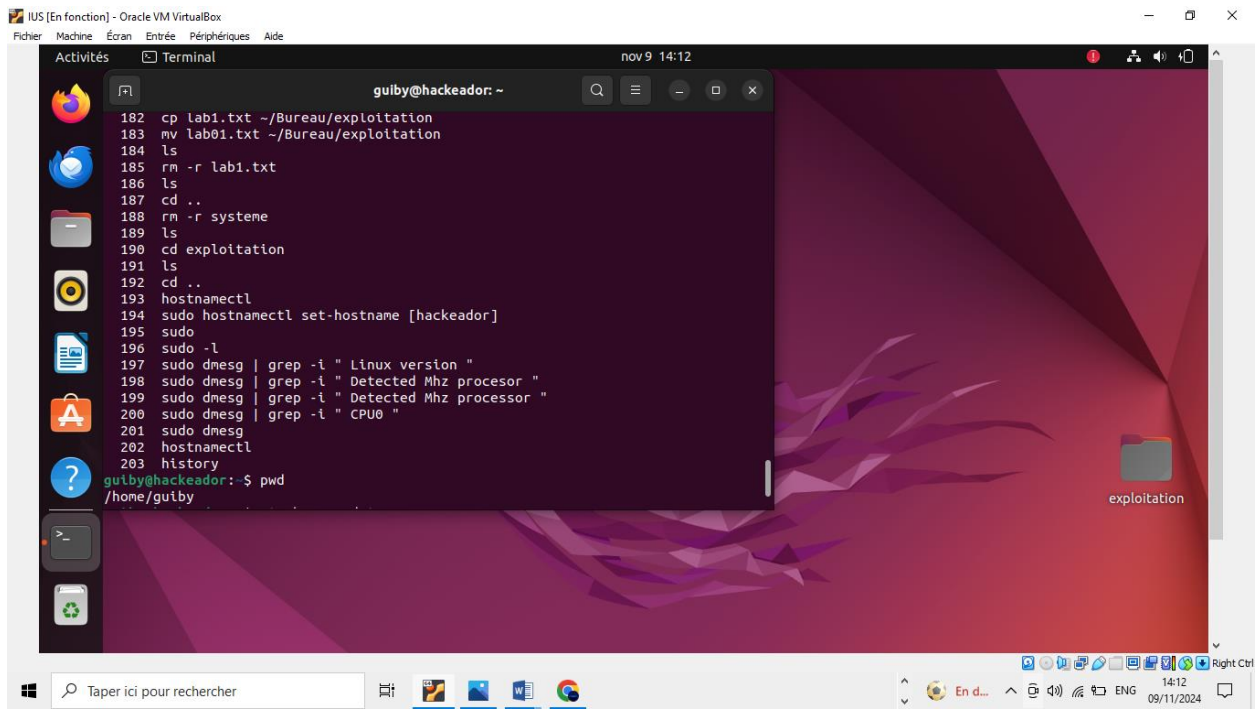 IUS [En fonction] - Oracle VM VirtualBox
Fichier Machine Écran Entrée Périphériques Aide
Activités Terminal nov 9 14:12
guiby@hackeador: ~
182 cp lab1.txt ~/Bureau/exploitation
183 mv lab01.txt ~/Bureau/exploitation
184 ls
185 rm -r lab1.txt
186 ls
187 cd ..
188 rm -r systeme
189 ls
190 cd exploitation
191 ls
192 cd ..
193 hostnamectl
194 sudo hostnamectl set-hostname [hackeador]
195 sudo
196 sudo -l
197 sudo dmesg | grep -i " Linux version "
198 sudo dmesg | grep -i " Detected Mhz procesor "
199 sudo dmesg | grep -i " Detected Mhz processor "
200 sudo dmesg | grep -i " CPU0 "
201 sudo dmesg
202 hostnamectl
203 history
guiby@hackeador:~$ pwd
/home/guiby
exploitation
Right Ctrl
Taper ici pour rechercher
En d... ENG 14:12
09/11/2024